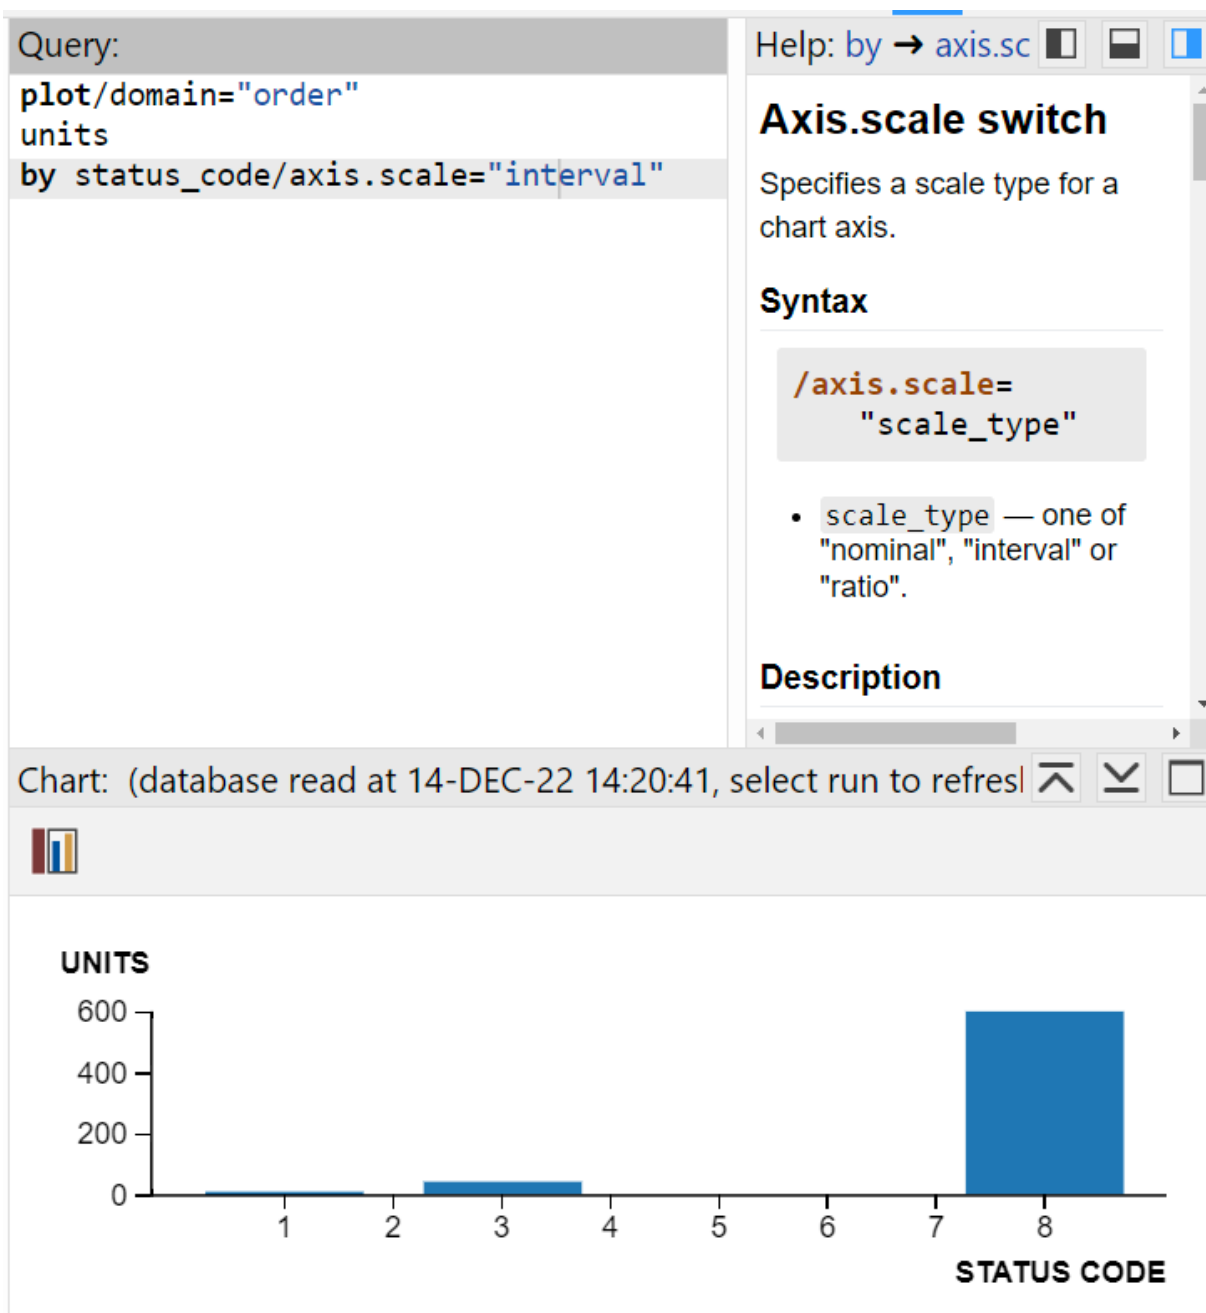 Query:
plot/domain="order"
units
by status_code/axis.scale="interval"
Help: by → axis.sc
Axis.scale switch
Specifies a scale type for a
chart axis.
Syntax
/axis.scale=
"scale_type"
• scale_type — one of
"nominal", "interval" or
"ratio".
Description
Chart: (database read at 14-DEC-22 14:20:41, select run to refresh
UNITS
600
400
200
0
1 2 3 4 5 6 7 8
STATUS CODE